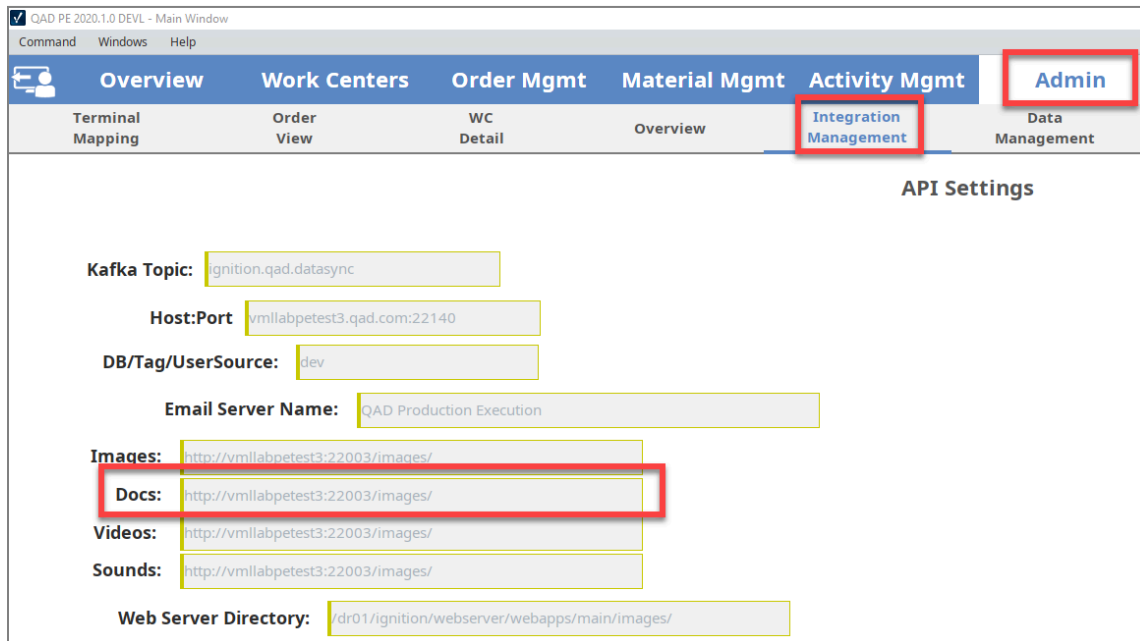 QAD PE 2020.1.0 DEVL - Main Window
Command Windows Help
Overview Work Centers Order Mgmt Material Mgmt Activity Mgmt Admin
Terminal Mapping
Order View
WC Detail
Overview
Integration Management
Data Management
API Settings
Kafka Topic: ignition.qad.datasync
Host:Port vmllabpetest3.qad.com:22140
DB/Tag/UserSource: dev
Email Server Name: QAD Production Execution
Images: http://vmllabpetest3:22003/images/
Docs: http://vmllabpetest3:22003/images/
Videos: http://vmllabpetest3:22003/images/
Sounds: http://vmllabpetest3:22003/images/
Web Server Directory: /dr01/ignition/webserver/webapps/main/images/